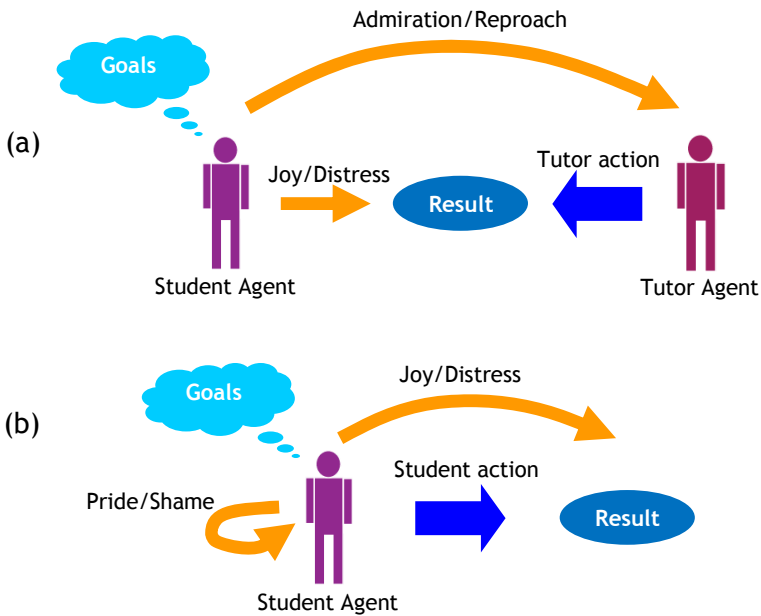 Admiration/Reproach
Goals
(a)
Joy/Distress
Tutor action
Result
Student Agent
Tutor Agent
Joy/Distress
Goals
(b)
Student action
Pride/Shame
Result
Student Agent